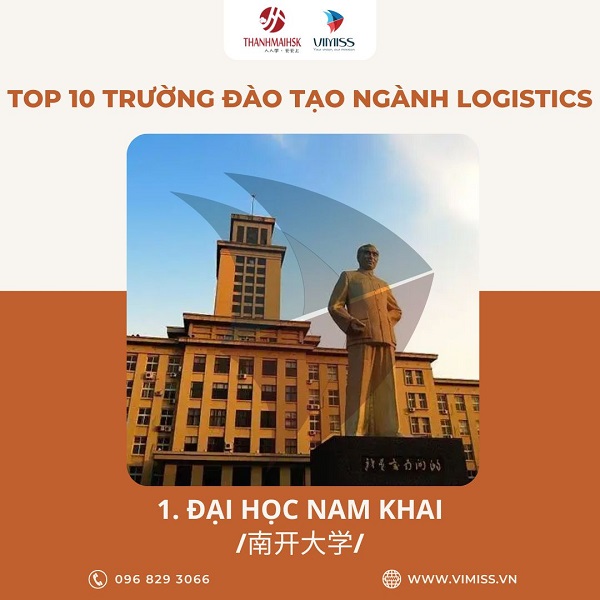 THANHMAIHSK
VIMISS
TOP 10 TRƯỜNG ĐÀO TẠO NGÀNH LOGISTICS
1. ĐẠI HỌC NAM KHAI
/南开大学/
096 829 3066
WWW.VIMISS.VN